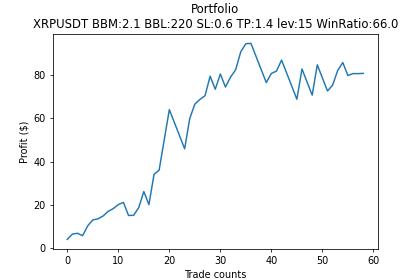 Portfolio
XRPUSDT BBM:2.1 BBL:220 SL:0.6 TP:1.4 lev:15 WinRatio:66.0
80
60
40
20
0
Profit ($)
0 10 20 30 40 50 60
Trade counts